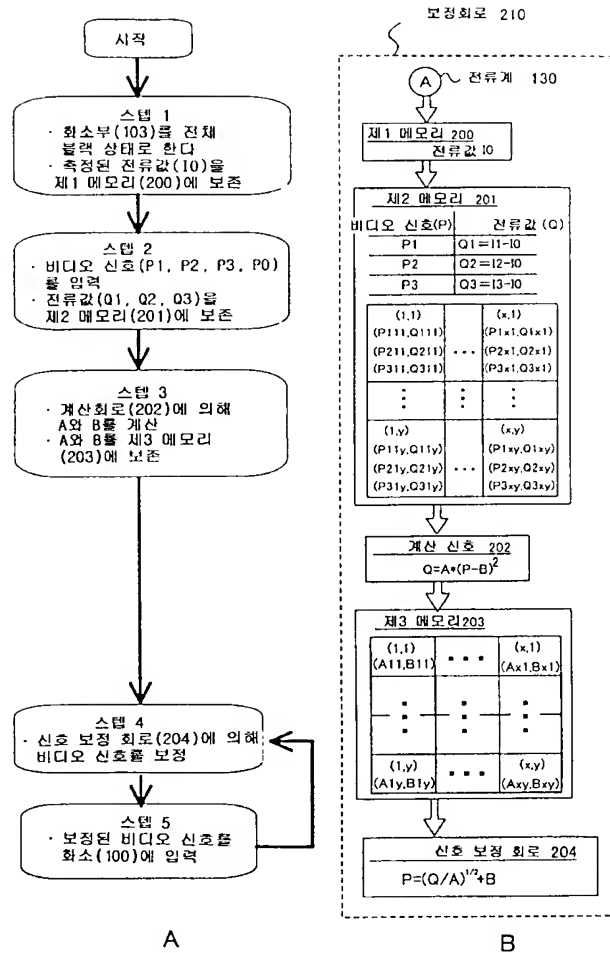 시작
스텝 1
· 화소부(103)를 전체
블랙 상태로 한다
· 측정된 전류값(I0)을
제1 메모리(200)에 보존
스텝 2
· 비디오 신호(P1, P2, P3, P0)
를 입력
· 전류값(Q1, Q2, Q3)을
제2 메모리(201)에 보존
스텝 3
· 계산회로(202)에 의해
A와 B를 계산
· A와 B를 제3 메모리
(203)에 보존
스텝 4
· 신호 보정 회로(204)에 의해
비디오 신호를 보정
스텝 5
· 보정된 비디오 신호를
화소(100)에 입력
A
보정회로 210
A 전류계 130
제1 메모리 200
전류값 I0
제2 메모리 201
비디오 신호(P) 전류값 (Q)
P1 Q1=I1-I0
P2 Q2=I2-I0
P3 Q3=I3-I0
(1,1) (x,1)
(P111,Q111) (P1x1,Q1x1)
(P211,Q211) ... (P2x1,Q2x1)
(P311,Q311) (P3x1,Q3x1)
⋮ ⋮ ⋮
(1,y) (x,y)
(P11y,Q11y) (P1xy,Q1xy)
(P21y,Q21y) ... (P2xy,Q2xy)
(P31y,Q31y) (P3xy,Q3xy)
계산 신호 202
Q=A*(P-B)²
제3 메모리 203
(1,1) ... (x,1)
(A11,B11) (Ax1,Bx1)
⋮ ⋮ ⋮
(1,y) ... (x,y)
(A1y,B1y) (Axy,Bxy)
신호 보정 회로 204
P=(Q/A)^1/2+B
B